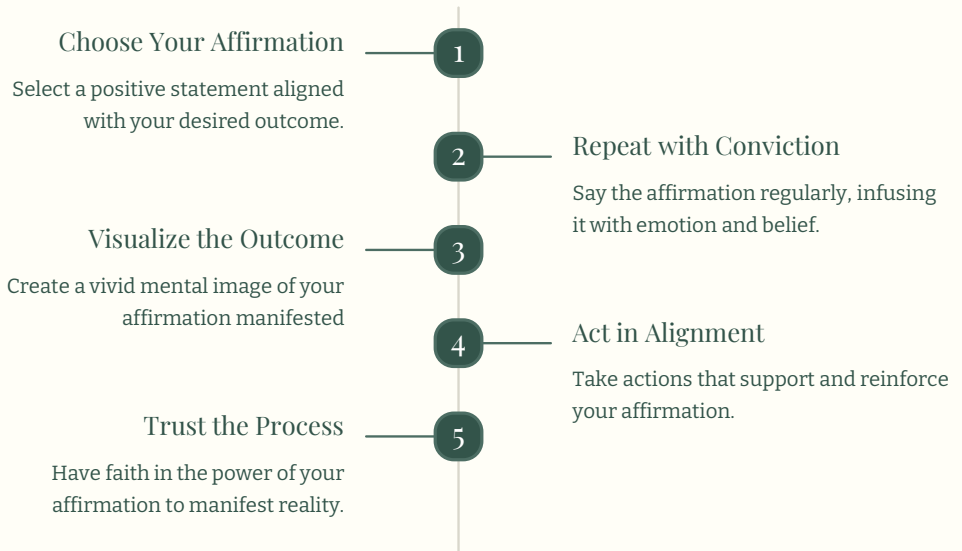 Choose Your Affirmation
1
Select a positive statement aligned
with your desired outcome.
2
Repeat with Conviction
Say the affirmation regularly, infusing
it with emotion and belief.
Visualize the Outcome
3
Create a vivid mental image of your
affirmation manifested
4
Act in Alignment
Take actions that support and reinforce
your affirmation.
Trust the Process
5
Have faith in the power of your
affirmation to manifest reality.